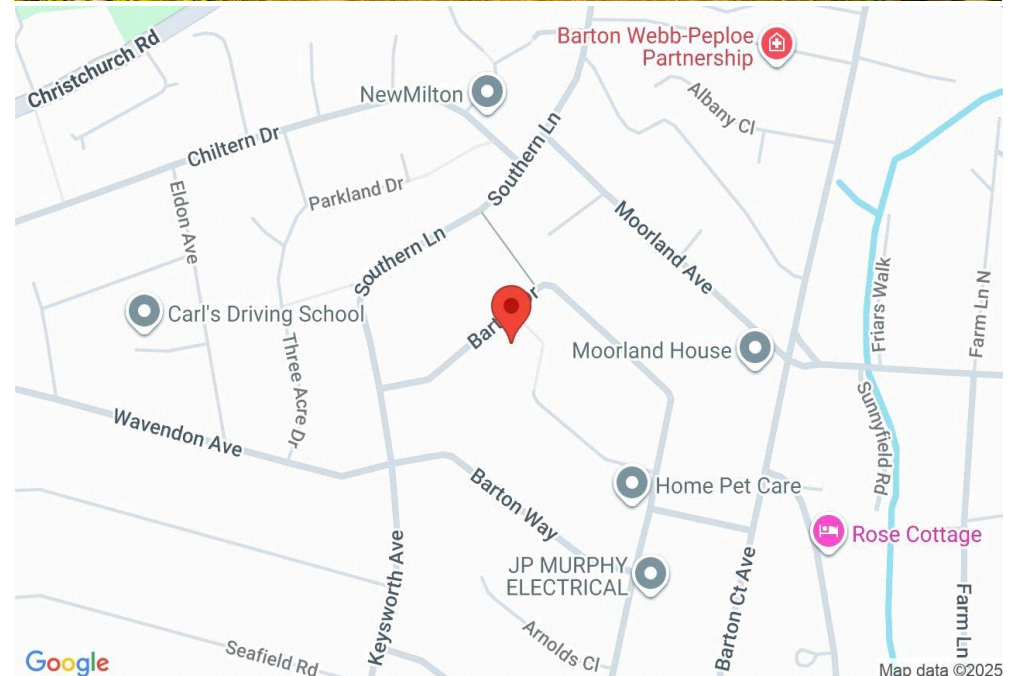 Christchurch Rd
Barton Webb-Peploe
Partnership
NewMilton
Albany Cl
Chiltern Dr
Southern Ln
Parkland Dr
Eldon Ave
Moorland Ave
Southern Ln
Friars Walk
Farm Ln N
Carl's Driving School
Moorland House
Three Acre Dr
Sunnyfield Rd
Wavendon Ave
Barton Way
Home Pet Care
Rose Cottage
JP MURPHY
ELECTRICAL
Keysworth Ave
Barton Ct Ave
Farm Ln
Arnolds Cl
Seafield Rd
Google
Map data ©2025